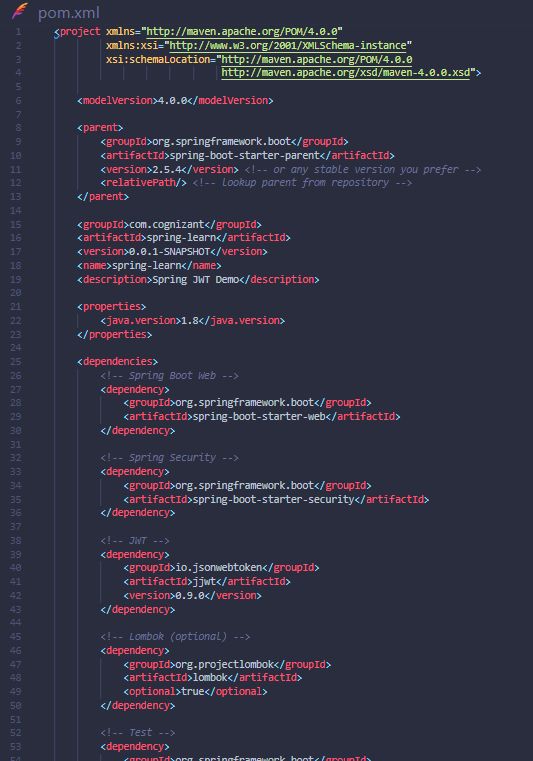 pom.xml
1 <project xmlns="http://maven.apache.org/POM/4.0.0"
2 xmlns:xsi="http://www.w3.org/2001/XMLSchema-instance"
3 xsi:schemaLocation="http://maven.apache.org/POM/4.0.0
4 http://maven.apache.org/xsd/maven-4.0.0.xsd">
5
6 <modelVersion>4.0.0</modelVersion>
7
8 <parent>
9 <groupId>org.springframework.boot</groupId>
10 <artifactId>spring-boot-starter-parent</artifactId>
11 <version>2.5.4</version> <!-- or any stable version you prefer -->
12 <relativePath/> <!-- lookup parent from repository -->
13 </parent>
14
15 <groupId>com.cognizant</groupId>
16 <artifactId>spring-learn</artifactId>
17 <version>0.0.1-SNAPSHOT</version>
18 <name>spring-learn</name>
19 <description>Spring JWT Demo</description>
20
21 <properties>
22 <java.version>1.8</java.version>
23 </properties>
24
25 <dependencies>
26 <!-- Spring Boot Web -->
27 <dependency>
28 <groupId>org.springframework.boot</groupId>
29 <artifactId>spring-boot-starter-web</artifactId>
30 </dependency>
31
32 <!-- Spring Security -->
33 <dependency>
34 <groupId>org.springframework.boot</groupId>
35 <artifactId>spring-boot-starter-security</artifactId>
36 </dependency>
37
38 <!-- JWT -->
39 <dependency>
40 <groupId>io.jsonwebtoken</groupId>
41 <artifactId>jjwt</artifactId>
42 <version>0.9.0</version>
43 </dependency>
44
45 <!-- Lombok (optional) -->
46 <dependency>
47 <groupId>org.projectlombok</groupId>
48 <artifactId>lombok</artifactId>
49 <optional>true</optional>
50 </dependency>
51
52 <!-- Test -->
53 <dependency>
54 <groupId>org.springframework.boot</groupId>